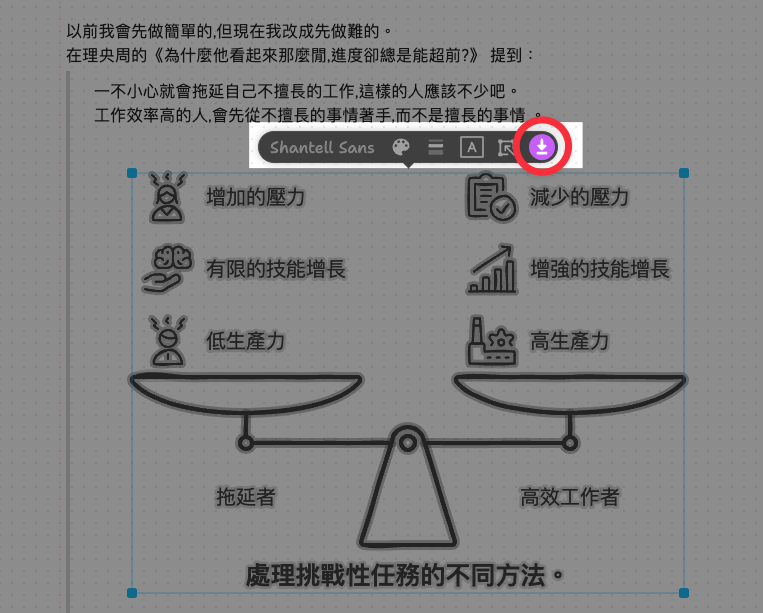 以前我會先做簡單的,但現在我改成先做難的。
在理央周的《為什麼他看起來那麼閒,進度卻總是能超前?》 提到：
一不小心就會拖延自己不擅長的工作,這樣的人應該不少吧。
工作效率高的人,會先從不擅長的事情著手,而不是擅長的事情 。
Shantell Sans
A
增加的壓力
減少的壓力
有限的技能增長
增強的技能增長
低生產力
高生產力
拖延者
高效工作者
處理挑戰性任務的不同方法。